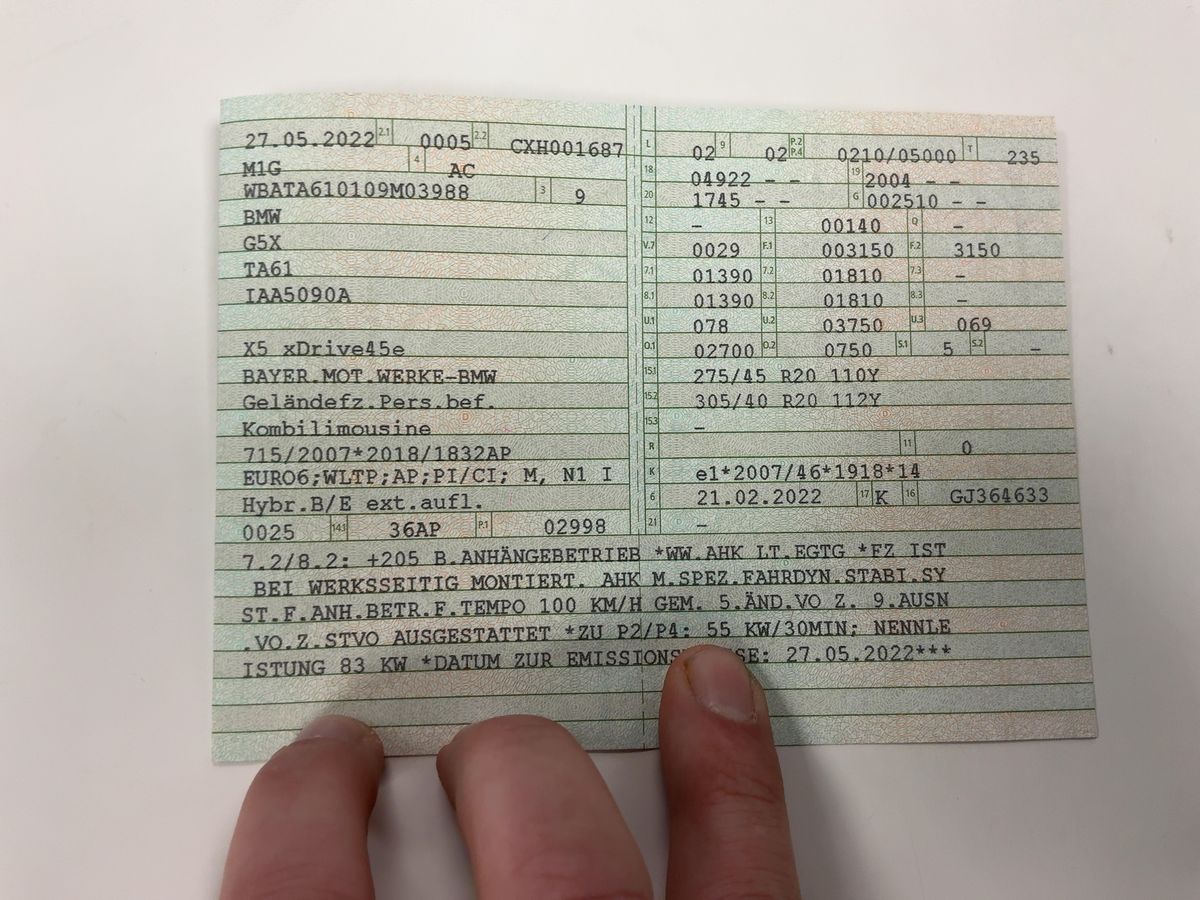 27.05.2022 2.1 0005 2.2 CXH001687
M1G 4 AC
WBATA610109M03988 3 9
BMW
G5X
TA61
IAA5090A
X5 xDrive45e
BAYER.MOT.WERKE-BMW
Geländefz.Pers.bef.
Kombilimousine
715/2007*2018/1832AP
EURO6;WLTP;AP;PI/CI; M, N1 I
Hybr.B/E ext.aufl.
0025 14.1 36AP P.1 02998
L 02 9 02 P.2 P.4 0210/05000 T 235
18 04922 - - 19 2004 - -
20 1745 - - G 002510 - -
12 - 13 00140 Q -
V.7 0029 F.1 003150 F.2 3150
7.1 01390 7.2 01810 7.3 -
8.1 01390 8.2 01810 8.3 -
U.1 078 U.2 03750 U.3 069
O.1 02700 O.2 0750 S.1 5 S.2 -
15.1 275/45 R20 110Y
15.2 305/40 R20 112Y
15.3 -
R 11 0
K e1*2007/46*1918*14
6 21.02.2022 17 K 16 GJ364633
21 -
7.2/8.2: +205 B.ANHÄNGEBETRIEB *WW.AHK LT.EGTG *FZ IST
BEI WERKSSEITIG MONTIERT. AHK M.SPEZ.FAHRDYN.STABI.SY
ST.F.ANH.BETR.F.TEMPO 100 KM/H GEM. 5.ÄND.VO Z. 9.AUSN
.VO.Z.STVO AUSGESTATTET *ZU P2/P4: 55 KW/30MIN; NENNLE
ISTUNG 83 KW *DATUM ZUR 27.05.2022***